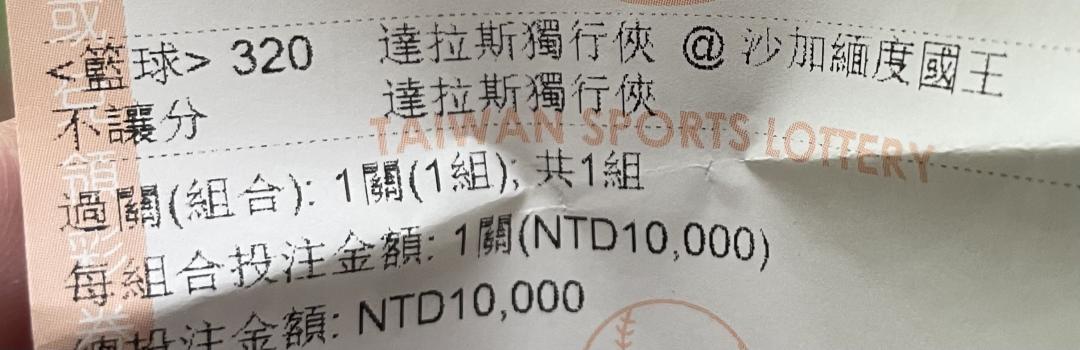 <籃球> 320 達拉斯獨行俠 @ 沙加緬度國王
不讓分 達拉斯獨行俠
TAIWAN SPORTS LOTTERY
過關(組合): 1關(1組); 共1組
每組合投注金額: 1關(NTD10,000)
總投注金額: NTD10,000